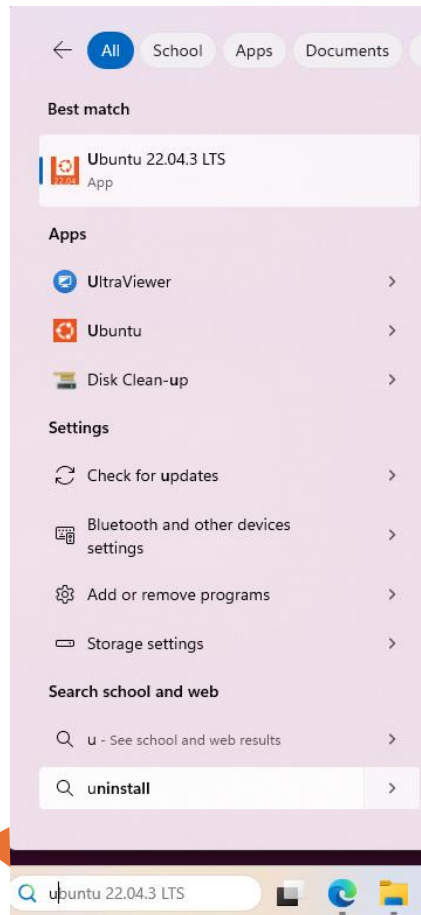 All School Apps Documents
Best match
Ubuntu 22.04.3 LTS
22.04
App
Apps
UltraViewer
Ubuntu
Disk Clean-up
Settings
Check for updates
Bluetooth and other devices
settings
Add or remove programs
Storage settings
Search school and web
u - See school and web results
uninstall
ubuntu 22.04.3 LTS